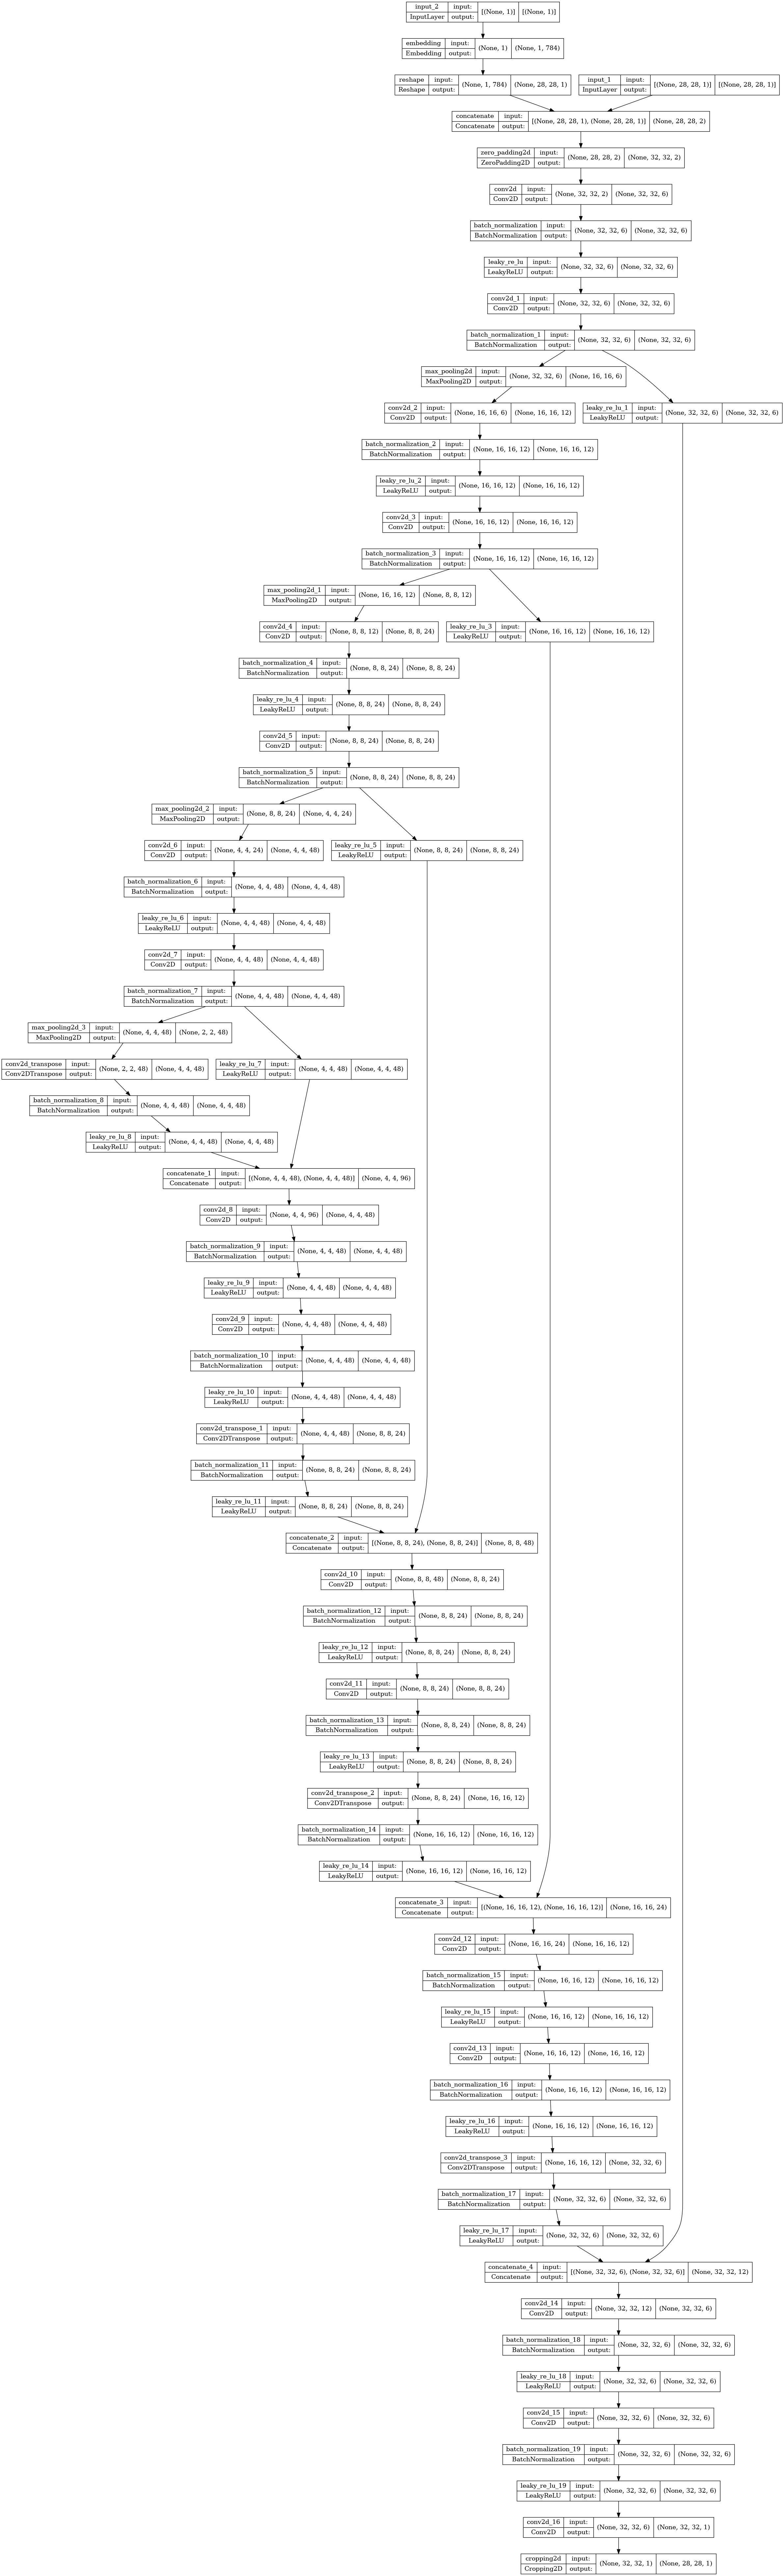 input_2 input: [(None, 1)] [(None, 1)]
InputLayer output:
embedding input: (None, 1) (None, 1, 784)
Embedding output:
reshape input: (None, 1, 784) (None, 28, 28, 1)
Reshape output:
input_1 input: [(None, 28, 28, 1)] [(None, 28, 28, 1)]
InputLayer output:
concatenate input: [(None, 28, 28, 1), (None, 28, 28, 1)] (None, 28, 28, 2)
Concatenate output:
zero_padding2d input: (None, 28, 28, 2) (None, 32, 32, 2)
ZeroPadding2D output:
conv2d input: (None, 32, 32, 2) (None, 32, 32, 6)
Conv2D output:
batch_normalization input: (None, 32, 32, 6) (None, 32, 32, 6)
BatchNormalization output:
leaky_re_lu input: (None, 32, 32, 6) (None, 32, 32, 6)
LeakyReLU output:
conv2d_1 input: (None, 32, 32, 6) (None, 32, 32, 6)
Conv2D output:
batch_normalization_1 input: (None, 32, 32, 6) (None, 32, 32, 6)
BatchNormalization output:
max_pooling2d input: (None, 32, 32, 6) (None, 16, 16, 6)
MaxPooling2D output:
conv2d_2 input: (None, 16, 16, 6) (None, 16, 16, 12)
Conv2D output:
leaky_re_lu_1 input: (None, 32, 32, 6) (None, 32, 32, 6)
LeakyReLU output:
batch_normalization_2 input: (None, 16, 16, 12) (None, 16, 16, 12)
BatchNormalization output:
leaky_re_lu_2 input: (None, 16, 16, 12) (None, 16, 16, 12)
LeakyReLU output:
conv2d_3 input: (None, 16, 16, 12) (None, 16, 16, 12)
Conv2D output:
batch_normalization_3 input: (None, 16, 16, 12) (None, 16, 16, 12)
BatchNormalization output:
max_pooling2d_1 input: (None, 16, 16, 12) (None, 8, 8, 12)
MaxPooling2D output:
conv2d_4 input: (None, 8, 8, 12) (None, 8, 8, 24)
Conv2D output:
leaky_re_lu_3 input: (None, 16, 16, 12) (None, 16, 16, 12)
LeakyReLU output:
batch_normalization_4 input: (None, 8, 8, 24) (None, 8, 8, 24)
BatchNormalization output:
leaky_re_lu_4 input: (None, 8, 8, 24) (None, 8, 8, 24)
LeakyReLU output:
conv2d_5 input: (None, 8, 8, 24) (None, 8, 8, 24)
Conv2D output:
batch_normalization_5 input: (None, 8, 8, 24) (None, 8, 8, 24)
BatchNormalization output:
max_pooling2d_2 input: (None, 8, 8, 24) (None, 4, 4, 24)
MaxPooling2D output:
conv2d_6 input: (None, 4, 4, 24) (None, 4, 4, 48)
Conv2D output:
leaky_re_lu_5 input: (None, 8, 8, 24) (None, 8, 8, 24)
LeakyReLU output:
batch_normalization_6 input: (None, 4, 4, 48) (None, 4, 4, 48)
BatchNormalization output:
leaky_re_lu_6 input: (None, 4, 4, 48) (None, 4, 4, 48)
LeakyReLU output:
conv2d_7 input: (None, 4, 4, 48) (None, 4, 4, 48)
Conv2D output:
batch_normalization_7 input: (None, 4, 4, 48) (None, 4, 4, 48)
BatchNormalization output:
max_pooling2d_3 input: (None, 4, 4, 48) (None, 2, 2, 48)
MaxPooling2D output:
conv2d_transpose input: (None, 2, 2, 48) (None, 4, 4, 48)
Conv2DTranspose output:
leaky_re_lu_7 input: (None, 4, 4, 48) (None, 4, 4, 48)
LeakyReLU output:
batch_normalization_8 input: (None, 4, 4, 48) (None, 4, 4, 48)
BatchNormalization output:
leaky_re_lu_8 input: (None, 4, 4, 48) (None, 4, 4, 48)
LeakyReLU output:
concatenate_1 input: [(None, 4, 4, 48), (None, 4, 4, 48)] (None, 4, 4, 96)
Concatenate output:
conv2d_8 input: (None, 4, 4, 96) (None, 4, 4, 48)
Conv2D output:
batch_normalization_9 input: (None, 4, 4, 48) (None, 4, 4, 48)
BatchNormalization output:
leaky_re_lu_9 input: (None, 4, 4, 48) (None, 4, 4, 48)
LeakyReLU output:
conv2d_9 input: (None, 4, 4, 48) (None, 4, 4, 48)
Conv2D output:
batch_normalization_10 input: (None, 4, 4, 48) (None, 4, 4, 48)
BatchNormalization output:
leaky_re_lu_10 input: (None, 4, 4, 48) (None, 4, 4, 48)
LeakyReLU output:
conv2d_transpose_1 input: (None, 4, 4, 48) (None, 8, 8, 24)
Conv2DTranspose output:
batch_normalization_11 input: (None, 8, 8, 24) (None, 8, 8, 24)
BatchNormalization output:
leaky_re_lu_11 input: (None, 8, 8, 24) (None, 8, 8, 24)
LeakyReLU output:
concatenate_2 input: [(None, 8, 8, 24), (None, 8, 8, 24)] (None, 8, 8, 48)
Concatenate output:
conv2d_10 input: (None, 8, 8, 48) (None, 8, 8, 24)
Conv2D output:
batch_normalization_12 input: (None, 8, 8, 24) (None, 8, 8, 24)
BatchNormalization output:
leaky_re_lu_12 input: (None, 8, 8, 24) (None, 8, 8, 24)
LeakyReLU output:
conv2d_11 input: (None, 8, 8, 24) (None, 8, 8, 24)
Conv2D output:
batch_normalization_13 input: (None, 8, 8, 24) (None, 8, 8, 24)
BatchNormalization output:
leaky_re_lu_13 input: (None, 8, 8, 24) (None, 8, 8, 24)
LeakyReLU output:
conv2d_transpose_2 input: (None, 8, 8, 24) (None, 16, 16, 12)
Conv2DTranspose output:
batch_normalization_14 input: (None, 16, 16, 12) (None, 16, 16, 12)
BatchNormalization output:
leaky_re_lu_14 input: (None, 16, 16, 12) (None, 16, 16, 12)
LeakyReLU output:
concatenate_3 input: [(None, 16, 16, 12), (None, 16, 16, 12)] (None, 16, 16, 24)
Concatenate output:
conv2d_12 input: (None, 16, 16, 24) (None, 16, 16, 12)
Conv2D output:
batch_normalization_15 input: (None, 16, 16, 12) (None, 16, 16, 12)
BatchNormalization output:
leaky_re_lu_15 input: (None, 16, 16, 12) (None, 16, 16, 12)
LeakyReLU output:
conv2d_13 input: (None, 16, 16, 12) (None, 16, 16, 12)
Conv2D output:
batch_normalization_16 input: (None, 16, 16, 12) (None, 16, 16, 12)
BatchNormalization output:
leaky_re_lu_16 input: (None, 16, 16, 12) (None, 16, 16, 12)
LeakyReLU output:
conv2d_transpose_3 input: (None, 16, 16, 12) (None, 32, 32, 6)
Conv2DTranspose output:
batch_normalization_17 input: (None, 32, 32, 6) (None, 32, 32, 6)
BatchNormalization output:
leaky_re_lu_17 input: (None, 32, 32, 6) (None, 32, 32, 6)
LeakyReLU output:
concatenate_4 input: [(None, 32, 32, 6), (None, 32, 32, 6)] (None, 32, 32, 12)
Concatenate output:
conv2d_14 input: (None, 32, 32, 12) (None, 32, 32, 6)
Conv2D output:
batch_normalization_18 input: (None, 32, 32, 6) (None, 32, 32, 6)
BatchNormalization output:
leaky_re_lu_18 input: (None, 32, 32, 6) (None, 32, 32, 6)
LeakyReLU output:
conv2d_15 input: (None, 32, 32, 6) (None, 32, 32, 6)
Conv2D output:
batch_normalization_19 input: (None, 32, 32, 6) (None, 32, 32, 6)
BatchNormalization output:
leaky_re_lu_19 input: (None, 32, 32, 6) (None, 32, 32, 6)
LeakyReLU output:
conv2d_16 input: (None, 32, 32, 6) (None, 32, 32, 1)
Conv2D output:
cropping2d input: (None, 32, 32, 1) (None, 28, 28, 1)
Cropping2D output: